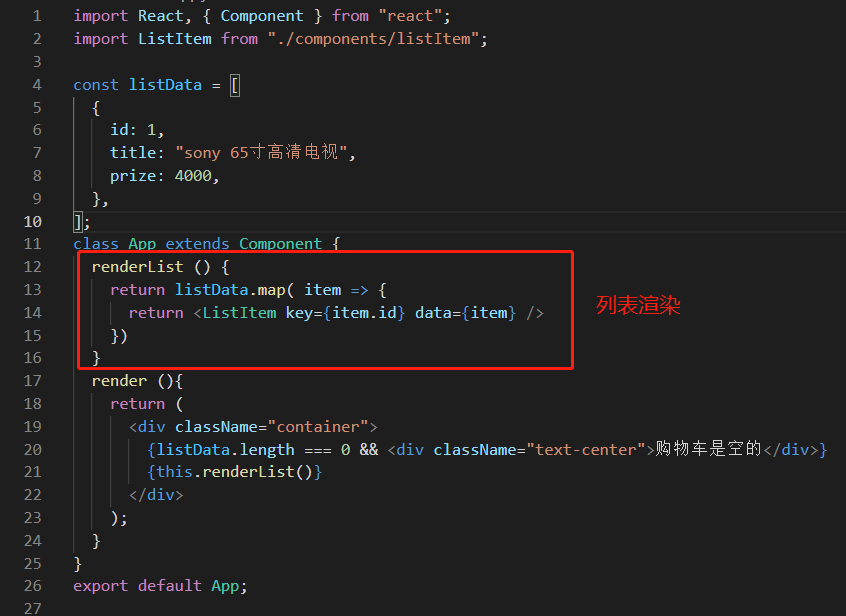 1 import React, { Component } from "react";
2 import ListItem from "./components/listItem";
3
4 const listData = [
5   {
6     id: 1,
7     title: "sony 65寸高清电视",
8     prize: 4000,
9   },
10 ];
11 class App extends Component {
12   renderList () {
13     return listData.map( item => {
14       return <ListItem key={item.id} data={item} />
15     })
16   }
列表渲染
17   render (){
18     return (
19       <div className="container">
20         {listData.length === 0 && <div className="text-center">购物车是空的</div>}
21         {this.renderList()}
22       </div>
23     );
24   }
25 }
26 export default App;
27